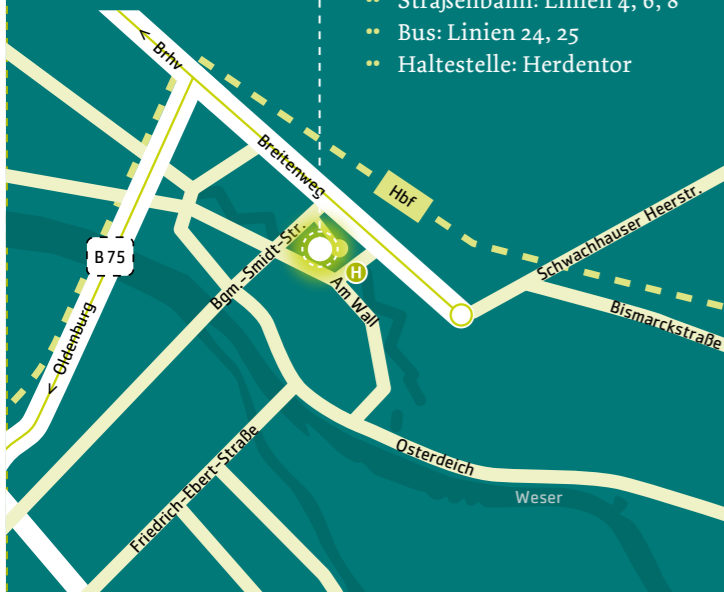 •• Straßenbahn: Linien 4, 6, 8
•• Bus: Linien 24, 25
•• Haltestelle: Herdentor
< Brhv
Breitenweg
Hbf
Schwachhauser Heerstr.
B 75
Bgm.-Smidt-Str.
H
Am Wall
Bismarckstraße
< Oldenburg
Osterdeich
Friedrich-Ebert-Straße
Weser